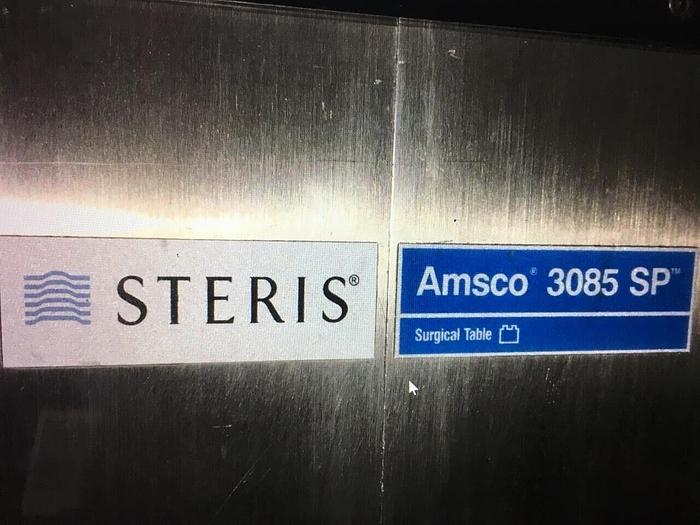 STERIS®
Amsco® 3085 SP™
Surgical Table